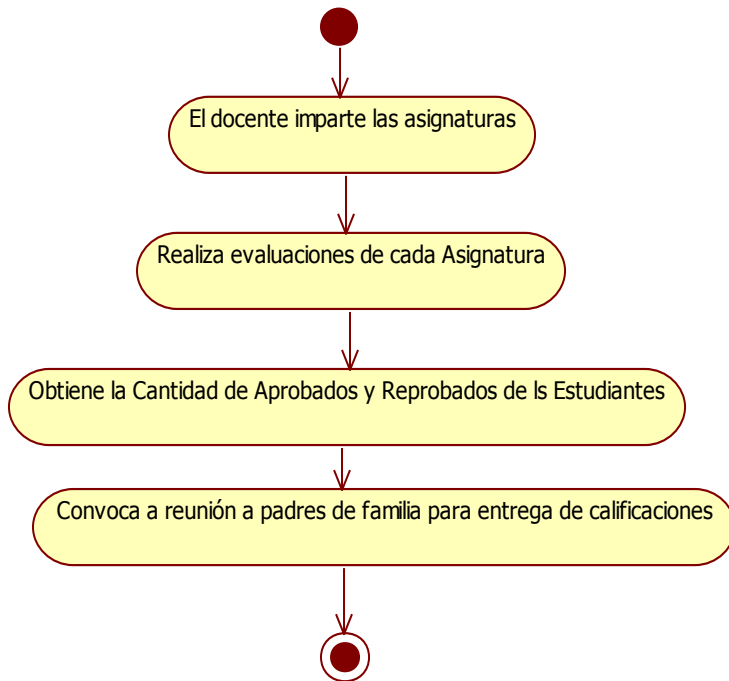 El docente imparte las asignaturas
Realiza evaluaciones de cada Asignatura
Obtiene la Cantidad de Aprobados y Reprobados de ls Estudiantes
Convoca a reunión a padres de familia para entrega de calificaciones